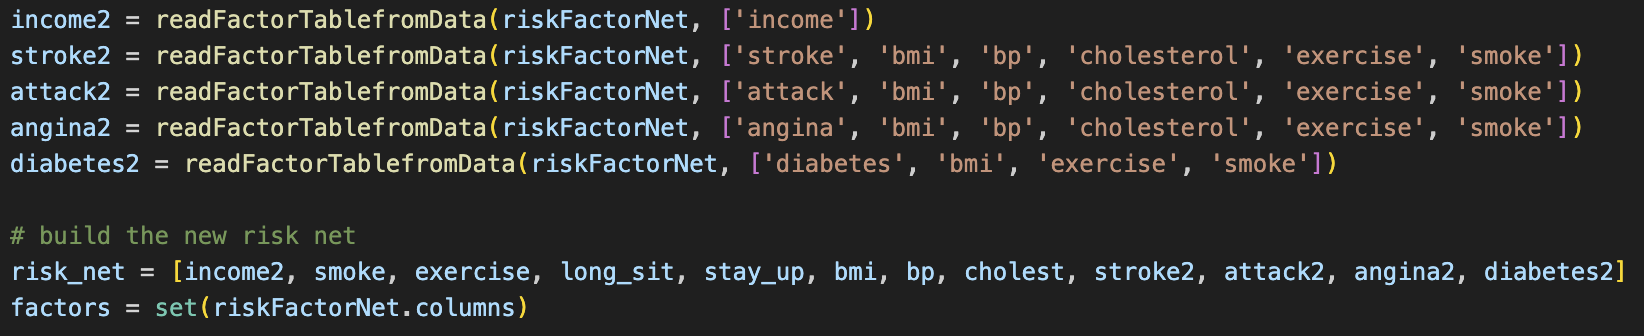 income2 = readFactorTablefromData(riskFactorNet, ['income'])
stroke2 = readFactorTablefromData(riskFactorNet, ['stroke', 'bmi', 'bp', 'cholesterol', 'exercise', 'smoke'])
attack2 = readFactorTablefromData(riskFactorNet, ['attack', 'bmi', 'bp', 'cholesterol', 'exercise', 'smoke'])
angina2 = readFactorTablefromData(riskFactorNet, ['angina', 'bmi', 'bp', 'cholesterol', 'exercise', 'smoke'])
diabetes2 = readFactorTablefromData(riskFactorNet, ['diabetes', 'bmi', 'exercise', 'smoke'])
# build the new risk net
risk_net = [income2, smoke, exercise, long_sit, stay_up, bmi, bp, cholest, stroke2, attack2, angina2, diabetes2]
factors = set(riskFactorNet.columns)